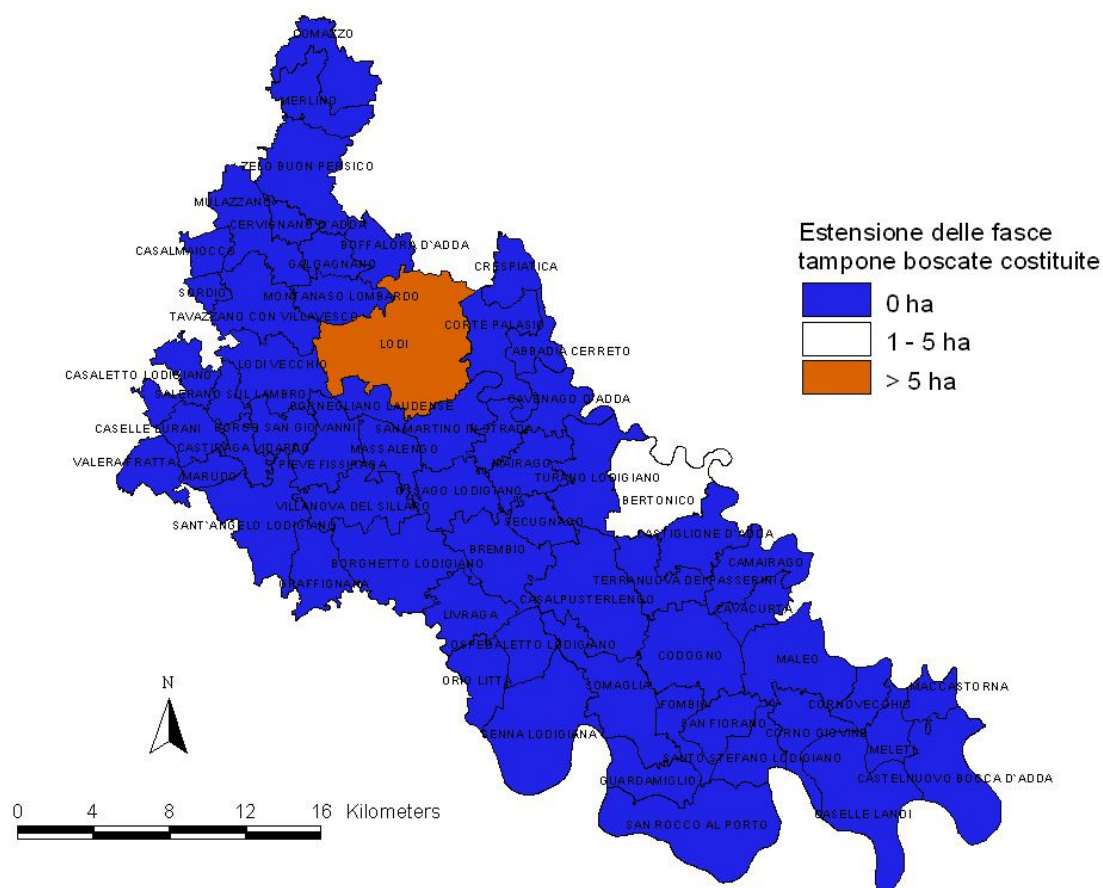 COMAZZO
MERLINO
ZELO BUON PERSICO
MULAZZANO
CERVIGNANO D'ADDA
BOFFALORA D'ADDA
CASALMAIOCCO
GALGAGNANO
CRESPIATICA
SORDIO
MONTANASO LOMBARDO
TAVAZZANO CON VILLAVESCO
CORTE PALASIO
LODI
ABBADIA CERRETO
LODI VECCHIO
CASALETTO LODIGIANO
SALERANO SUL LAMBRO
CAVENAGO D'ADDA
CORNEGLIANO LAUDENSE
CASELLE LURANI
BORGO SAN GIOVANNI
SAN MARTINO IN STRADA
CASTIRAGA VIDARDO
MASSALENGO
VALERA FRATTA
PIEVE FISSIRAGA
MAIRAGO
MARUDO
TURANO LODIGIANO
OSSAGO LODIGIANO
BERTONICO
VILLANOVA DEL SILLARO
SANT'ANGELO LODIGIANO
SECUGNAGO
CASTIGLIONE D'ADDA
BREMBIO
BORGHETTO LODIGIANO
CAMAIRAGO
GRAFFIGNANA
TERRANUOVA DEI PASSERINI
CASALPUSTERLENGO
CAVACURTA
LIVRAGA
OSPEDALETTO LODIGIANO
CODOGNO
MALEO
ORIO LITTA
SOMAGLIA
MACCASTORNA
FOMBIO
CORNOVECCHIO
SAN FIORANO
SENNA LODIGIANA
CORNO GIOVINE
MELETI
SANTO STEFANO LODIGIANO
GUARDAMIGLIO
CASTELNUOVO BOCCA D'ADDA
CASELLE LANDI
SAN ROCCO AL PORTO
Estensione delle fasce
tampone boscate costituite
0 ha
1 - 5 ha
> 5 ha
N
0 4 8 12 16 Kilometers